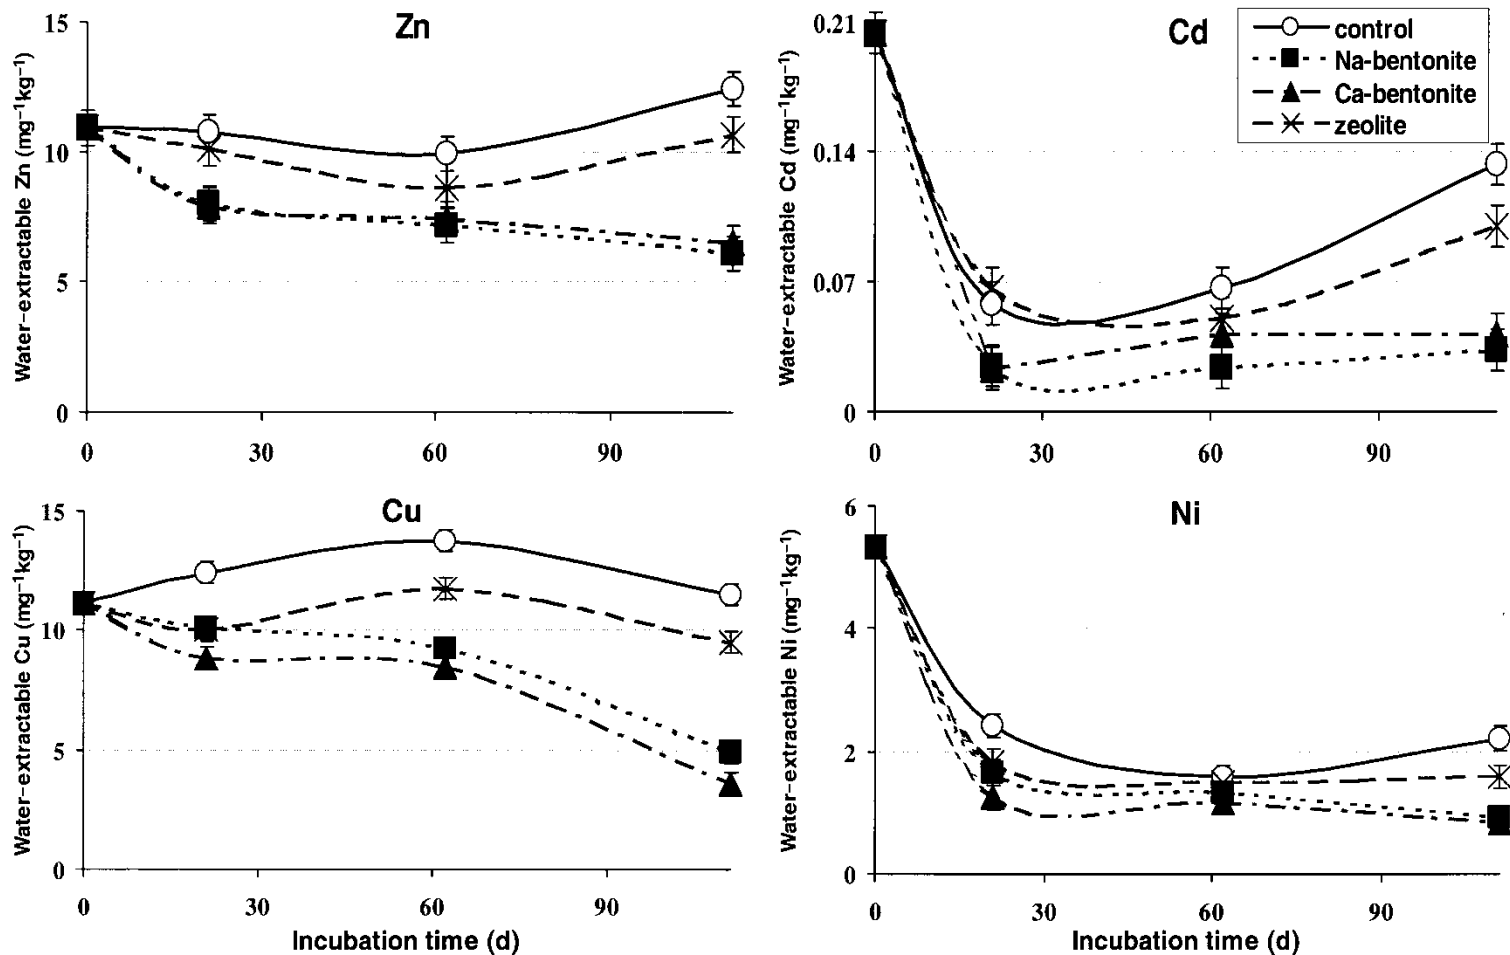 Zn
Water-extractable Zn (mg⁻¹kg⁻¹)
15
10
5
0
0 30 60 90
Cd
Water-extractable Cd (mg⁻¹kg⁻¹)
0.21
0.14
0.07
0
0 30 60 90
control
Na-bentonite
Ca-bentonite
zeolite
Cu
Water-extractable Cu (mg⁻¹kg⁻¹)
15
10
5
0
0 30 60 90
Incubation time (d)
Ni
Water-extractable Ni (mg⁻¹kg⁻¹)
6
4
2
0
0 30 60 90
Incubation time (d)